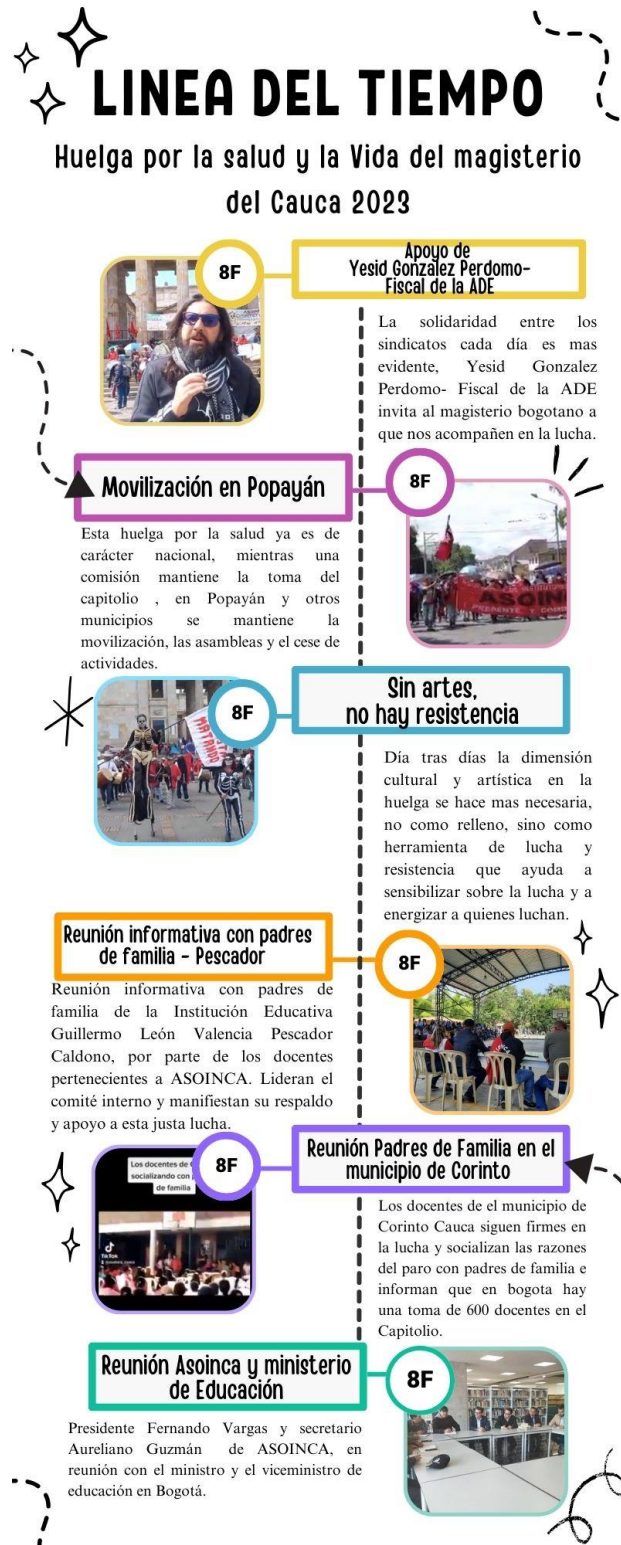 LINEA DEL TIEMPO
Huelga por la salud y la Vida del magisterio
del Cauca 2023
8F
Apoyo de
Yesid Gonzalez Perdomo-
Fiscal de la ADE
La solidaridad entre los
sindicatos cada día es mas
evidente, Yesid Gonzalez
Perdomo- Fiscal de la ADE
invita al magisterio bogotano a
que nos acompañen en la lucha.
Movilización en Popayán
8F
Esta huelga por la salud ya es de
carácter nacional, mientras una
comisión mantiene la toma del
capitolio , en Popayán y otros
municipios se mantiene la
movilización, las asambleas y el cese de
actividades.
8F
MATANDO
Sin artes,
no hay resistencia
Día tras días la dimensión
cultural y artística en la
huelga se hace mas necesaria,
no como relleno, sino como
herramienta de lucha y
resistencia que ayuda a
sensibilizar sobre la lucha y a
energizar a quienes luchan.
Reunión informativa con padres
de familia - Pescador
8F
Reunión informativa con padres de
familia de la Institución Educativa
Guillermo León Valencia Pescador
Caldono, por parte de los docentes
pertenecientes a ASOINCA. Lideran el
comité interno y manifiestan su respaldo
y apoyo a esta justa lucha.
8F
Los docentes de
socializando con
de familia
TikTok
Reunión Padres de Familia en el
municipio de Corinto
Los docentes de el municipio de
Corinto Cauca siguen firmes en
la lucha y socializan las razones
del paro con padres de familia e
informan que en bogota hay
una toma de 600 docentes en el
Capitolio.
Reunión Asoinca y ministerio
de Educación
8F
Presidente Fernando Vargas y secretario
Aureliano Guzmán de ASOINCA, en
reunión con el ministro y el viceministro de
educación en Bogotá.